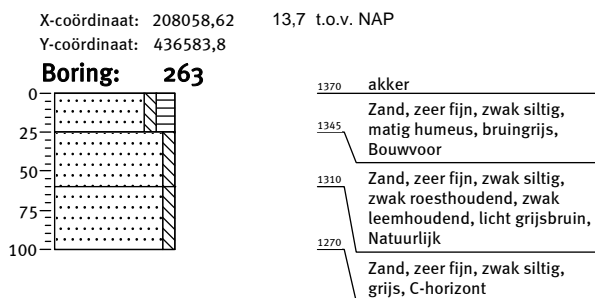 X-coördinaat: 208058,62 13,7 t.o.v. NAP
Y-coördinaat: 436583,8
Boring: 263
0
25
50
75
100
1370 akker
Zand, zeer fijn, zwak siltig,
1345 matig humeus, bruingrijs,
Bouwvoor
1310 Zand, zeer fijn, zwak siltig,
zwak roesthoudend, zwak
leemhoudend, licht grijsbruin,
Natuurlijk
1270
Zand, zeer fijn, zwak siltig,
grijs, C-horizont